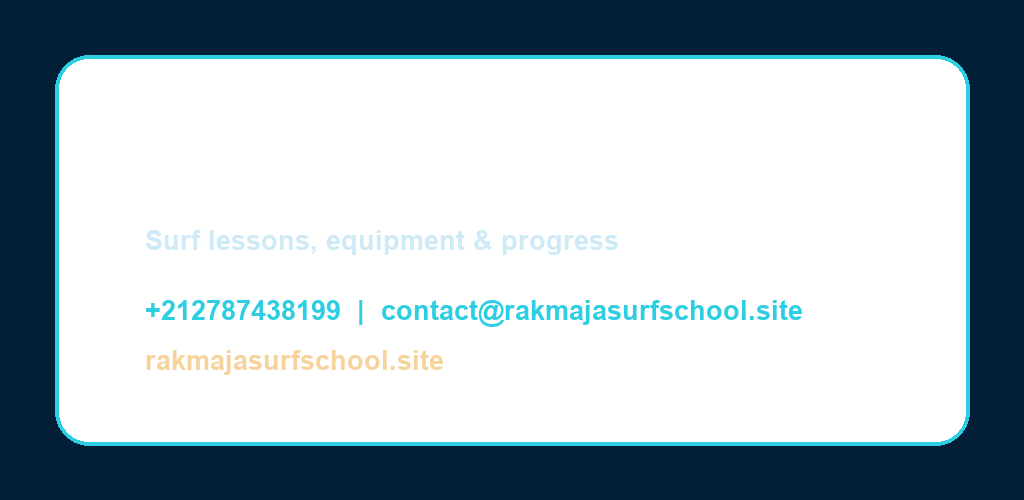 Surf lessons, equipment & progress
+212787438199 | contact@rakmajasurfschool.site
rakmajasurfschool.site